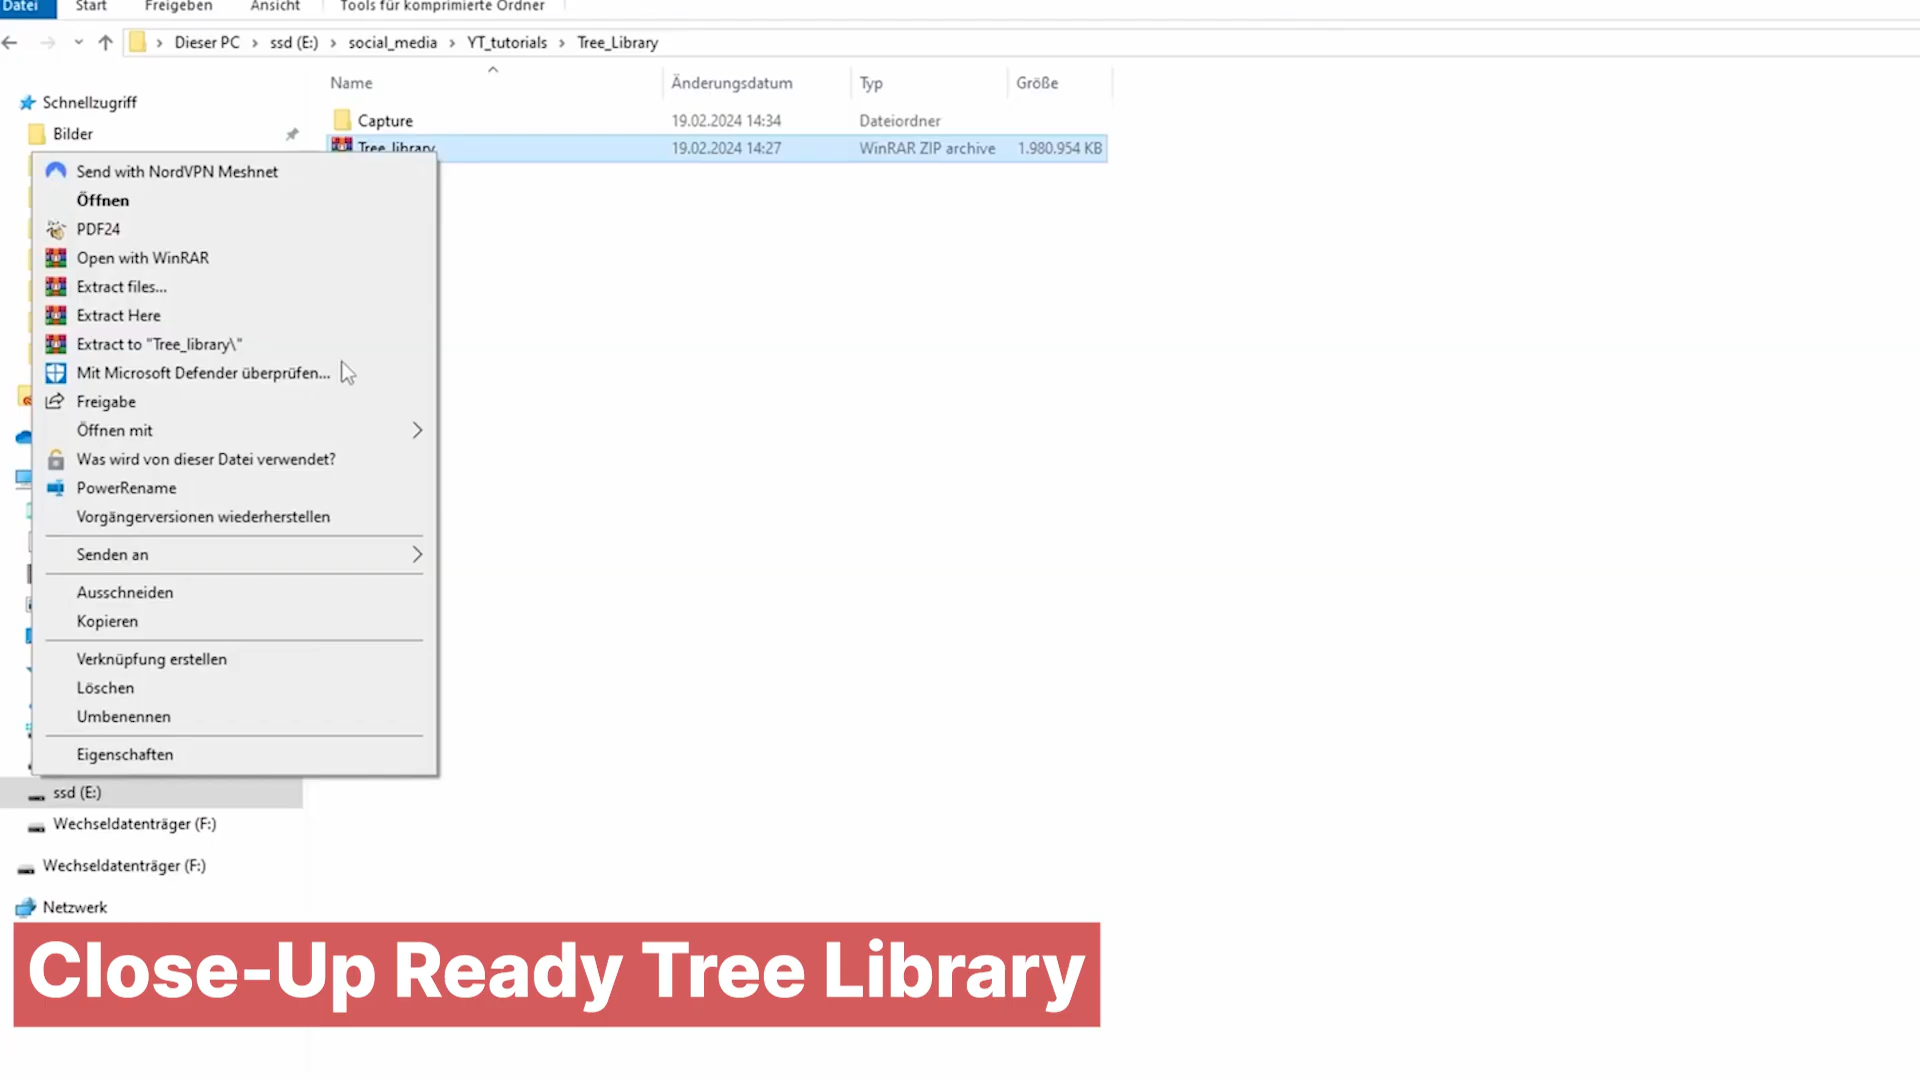 Datei Start Freigeben Ansicht Tools für komprimierte Ordner
Dieser PC > ssd (E:) > social_media > YT_tutorials > Tree_Library
Name Änderungsdatum Typ Größe
Schnellzugriff
Bilder
Capture 19.02.2024 14:34 Dateiordner
Tree_library 19.02.2024 14:27 WinRAR ZIP archive 1.980.954 KB
Send with NordVPN Meshnet
Öffnen
PDF24
Open with WinRAR
Extract files...
Extract Here
Extract to "Tree_library\"
Mit Microsoft Defender überprüfen...
Freigabe
Öffnen mit
Was wird von dieser Datei verwendet?
PowerRename
Vorgängerversionen wiederherstellen
Senden an
Ausschneiden
Kopieren
Verknüpfung erstellen
Löschen
Umbenennen
Eigenschaften
ssd (E:)
Wechseldatenträger (F:)
Wechseldatenträger (F:)
Netzwerk
Close-Up Ready Tree Library